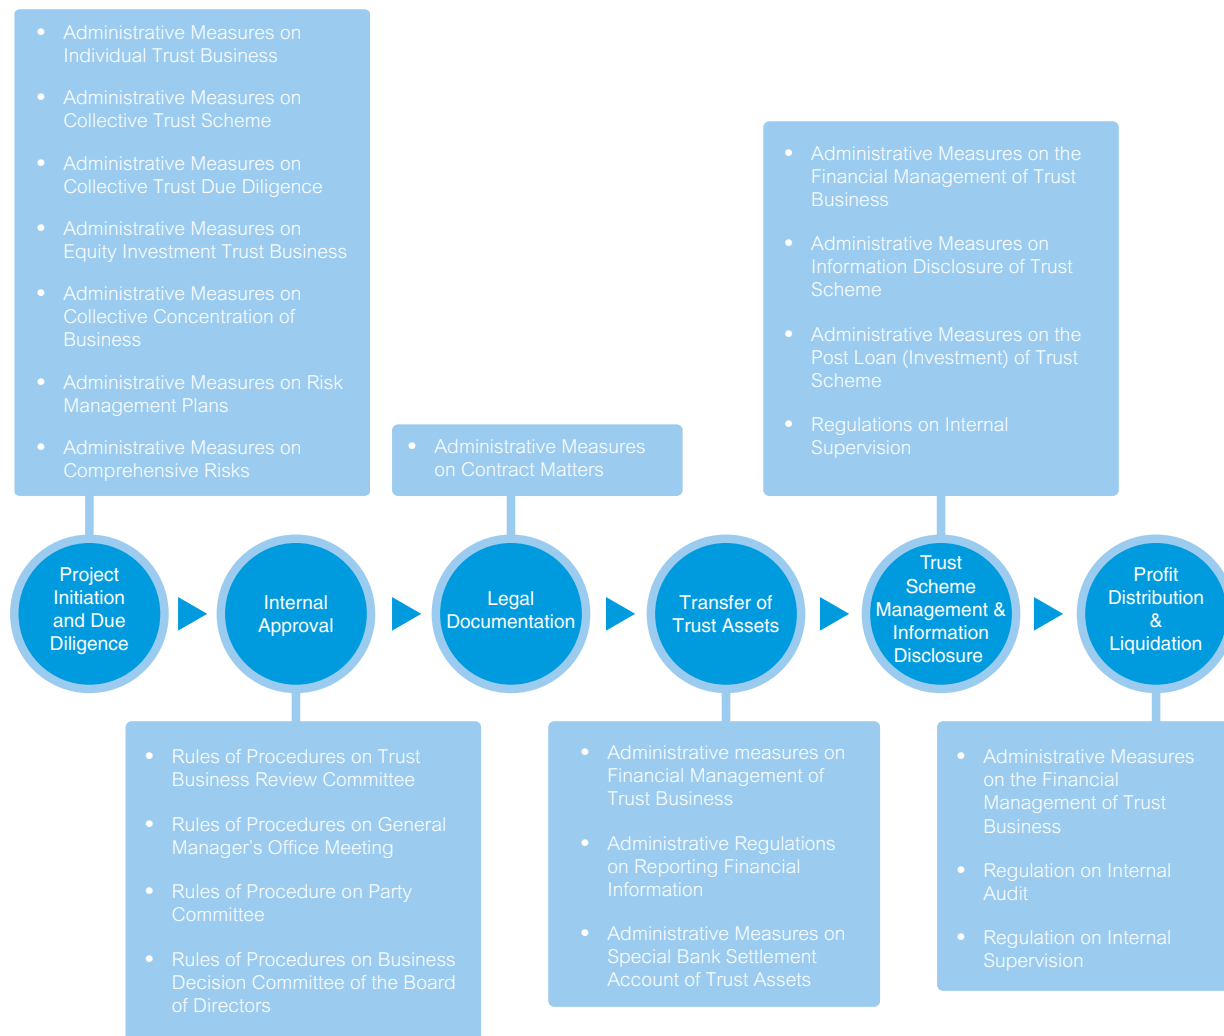 • Administrative Measures on
Individual Trust Business
• Administrative Measures on
Collective Trust Scheme
• Administrative Measures on
Collective Trust Due Diligence
• Administrative Measures on
Equity Investment Trust Business
• Administrative Measures on
Collective Concentration of
Business
• Administrative Measures on Risk
Management Plans
• Administrative Measures on
Comprehensive Risks
• Administrative Measures
on Contract Matters
• Administrative Measures on the
Financial Management of Trust
Business
• Administrative Measures on
Information Disclosure of Trust
Scheme
• Administrative Measures on the
Post Loan (Investment) of Trust
Scheme
• Regulations on Internal
Supervision
Project
Initiation
and Due
Diligence
Internal
Approval
Legal
Documentation
Transfer of
Trust Assets
Trust
Scheme
Management &
Information
Disclosure
Profit
Distribution
&
Liquidation
• Rules of Procedures on Trust
Business Review Committee
• Rules of Procedures on General
Manager's Office Meeting
• Rules of Procedure on Party
Committee
• Rules of Procedures on Business
Decision Committee of the Board
of Directors
• Administrative measures on
Financial Management of
Trust Business
• Administrative Regulations
on Reporting Financial
Information
• Administrative Measures on
Special Bank Settlement
Account of Trust Assets
• Administrative Measures
on the Financial
Management of Trust
Business
• Regulation on Internal
Audit
• Regulation on Internal
Supervision